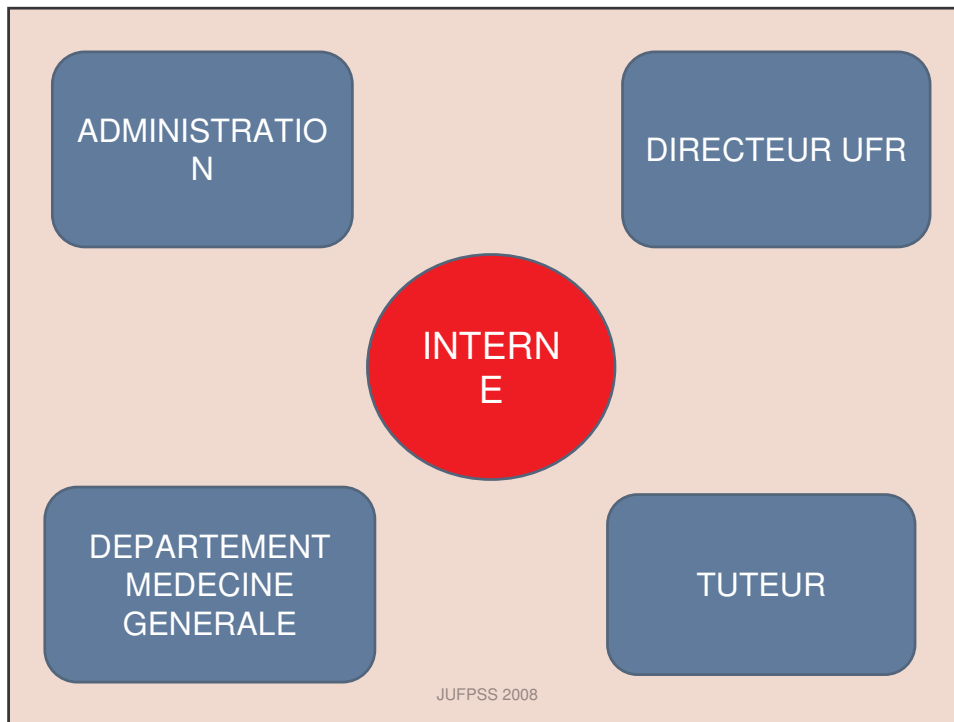 ADMINISTRATIO
N
DIRECTEUR UFR
INTERN
E
DEPARTEMENT
MEDECINE
GENERALE
TUTEUR
JUFPSS 2008